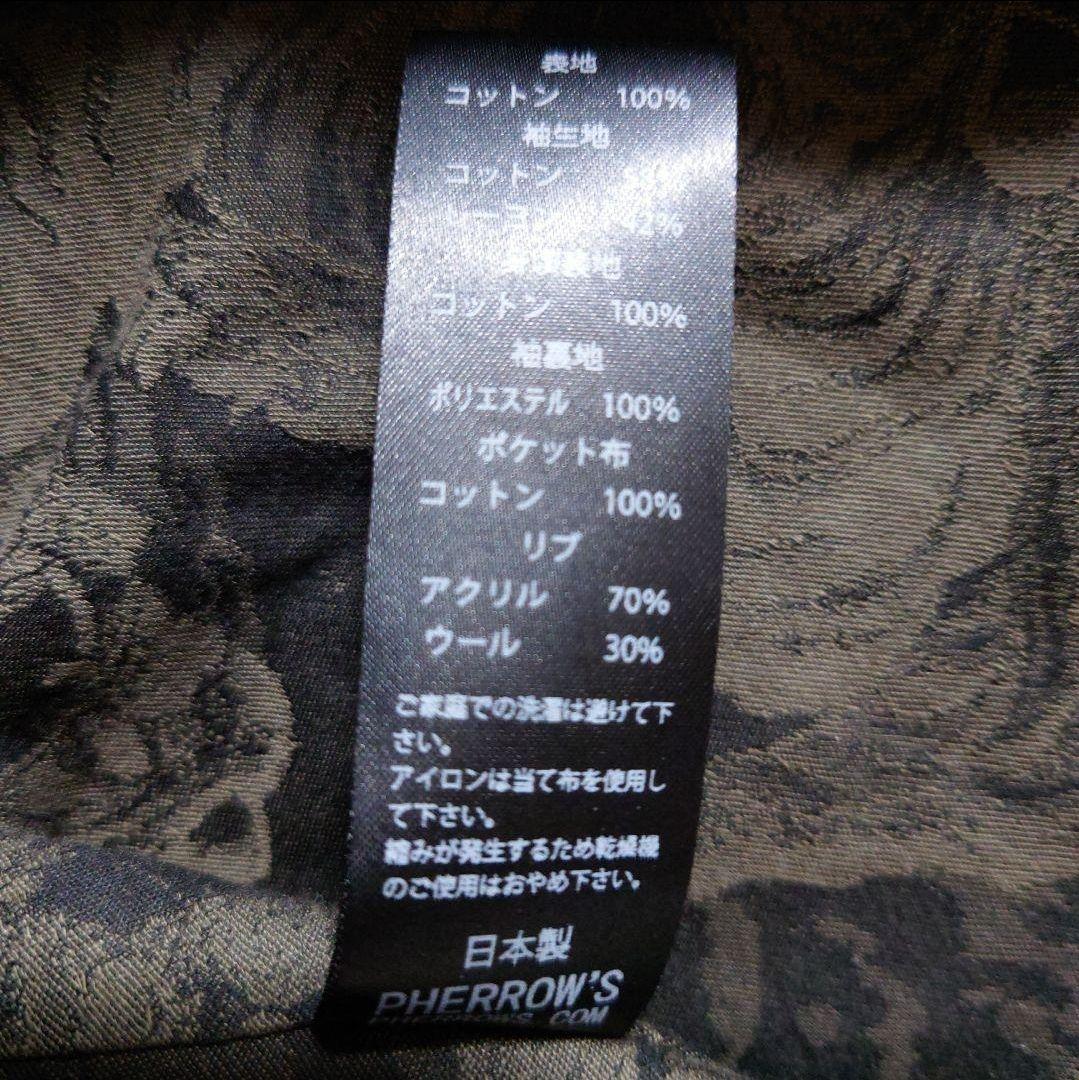 表地
コットン 100%
袖生地
コットン
レーヨン 42%
地
コットン 100%
袖裏地
ポリエステル 100%
ポケット布
コットン 100%
リブ
アクリル 70%
ウール 30%
ご家庭での洗濯は避けて下
さい。
アイロンは当て布を使用し
て下さい。
縮みが発生するため乾燥機
のご使用はおやめ下さい。
日本製
PHERROW'S
PHERROWS.COM